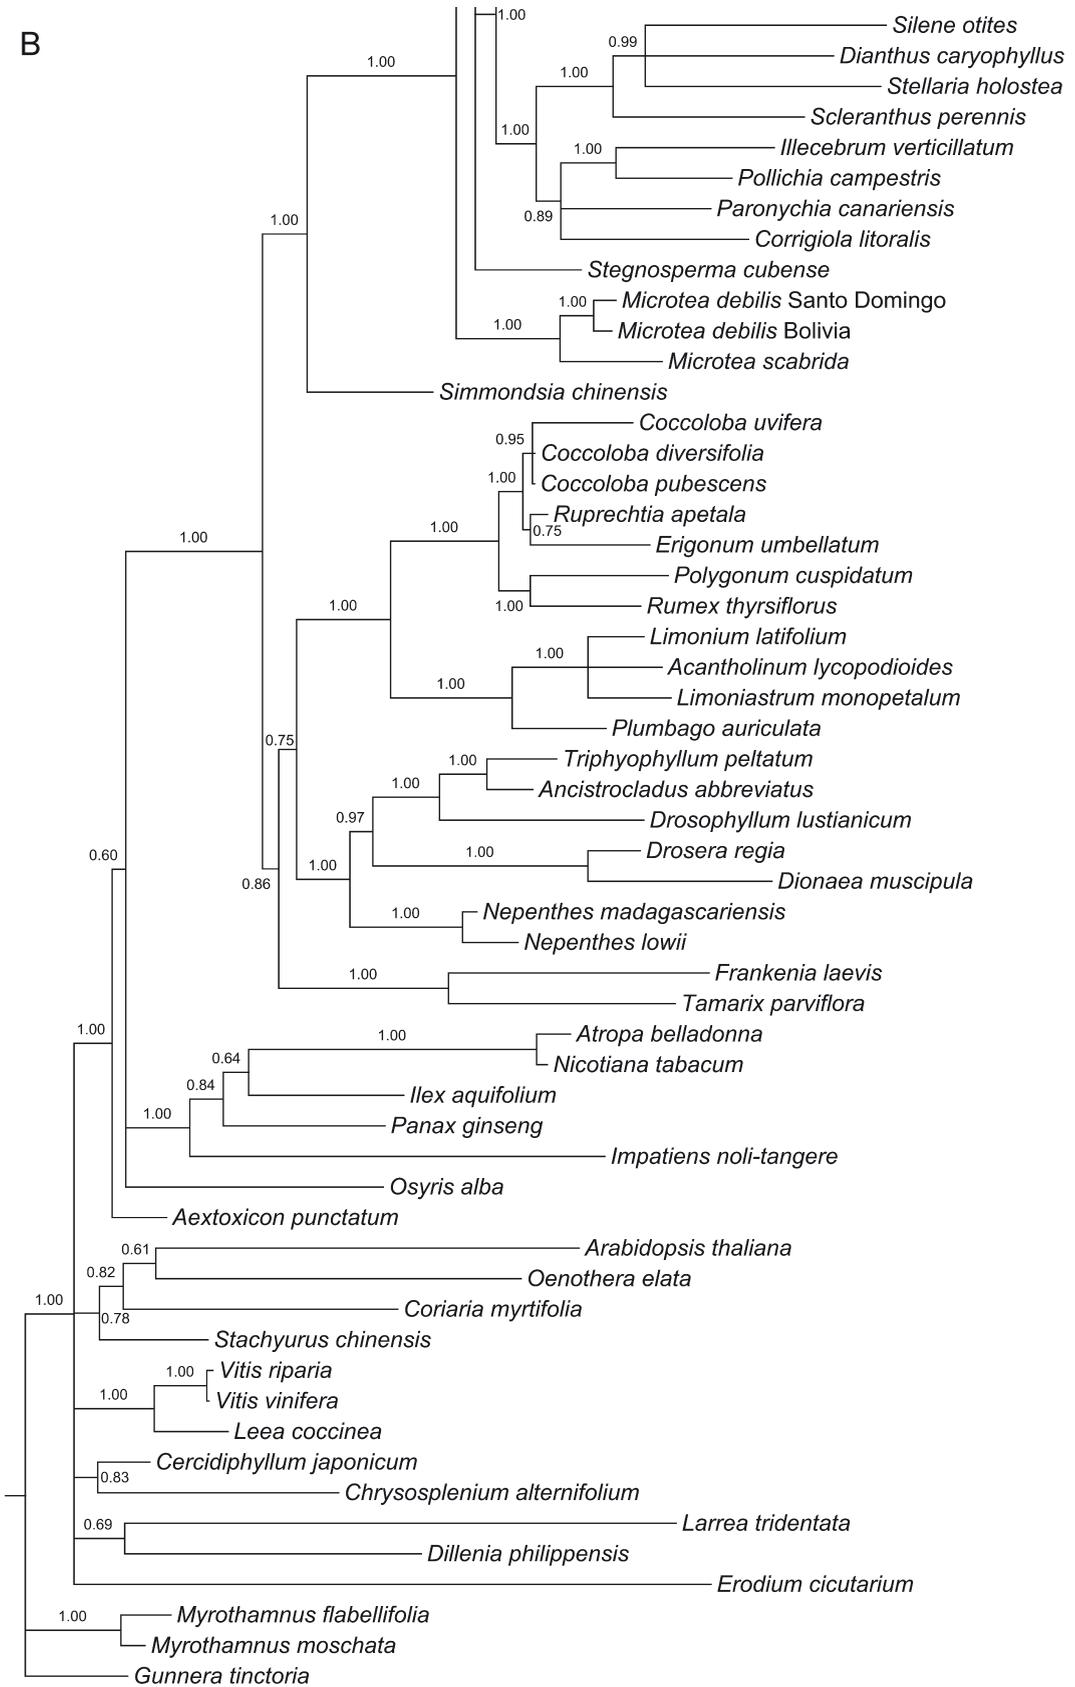 B
1.00
Silene otites
0.99
Dianthus caryophyllus
1.00
1.00
Stellaria holostea
Scleranthus perennis
1.00
1.00
Illecebrum verticillatum
Pollichia campestris
Paronychia canariensis
0.89
Corrigiola litoralis
1.00
Stegnosperma cubense
1.00
Microtea debilis Santo Domingo
1.00
Microtea debilis Bolivia
Microtea scabrida
Simmondsia chinensis
Coccoloba uvifera
0.95
Coccoloba diversifolia
1.00
Coccoloba pubescens
Ruprechtia apetala
1.00
0.75
1.00
Erigonum umbellatum
Polygonum cuspidatum
1.00
1.00
Rumex thyrsiflorus
Limonium latifolium
1.00
Acantholinum lycopodioides
1.00
Limoniastrum monopetalum
Plumbago auriculata
0.75
1.00
Triphyophyllum peltatum
1.00
Ancistrocladus abbreviatus
0.97
Drosophyllum lustianicum
0.60
1.00
1.00
Drosera regia
0.86
Dionaea muscipula
1.00
Nepenthes madagascariensis
Nepenthes lowii
1.00
Frankenia laevis
Tamarix parviflora
1.00
1.00
Atropa belladonna
0.64
Nicotiana tabacum
0.84
Ilex aquifolium
1.00
Panax ginseng
Impatiens noli-tangere
Osyris alba
Aextoxicon punctatum
0.61
Arabidopsis thaliana
0.82
Oenothera elata
1.00
Coriaria myrtifolia
0.78
Stachyurus chinensis
1.00
Vitis riparia
1.00
Vitis vinifera
Leea coccinea
Cercidiphyllum japonicum
0.83
Chrysosplenium alternifolium
0.69
Larrea tridentata
Dillenia philippensis
Erodium cicutarium
1.00
Myrothamnus flabellifolia
Myrothamnus moschata
Gunnera tinctoria